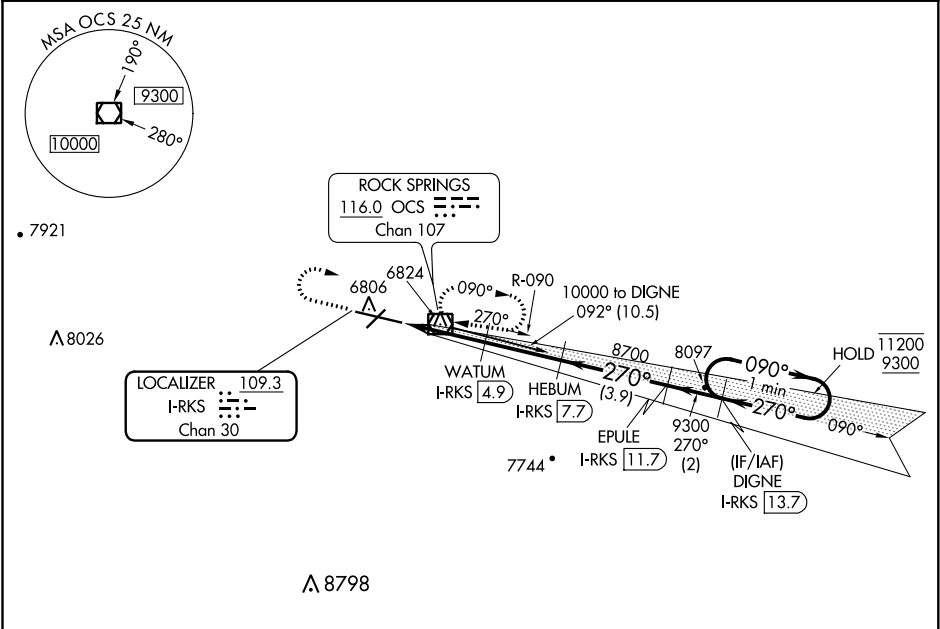 MSA OCS 25 NM
190°
9300
10000
280°
7921
8026
ROCK SPRINGS
116.0 OCS
Chan 107
6806
6824
090°
270°
R-090
10000 to DIGNE
092° (10.5)
LOCALIZER 109.3
I-RKS
Chan 30
WATUM
I-RKS 4.9
HEBUM
I-RKS 7.7
8700
270°
(3.9)
EPULE
I-RKS 11.7
8097
9300
270°
(2)
090°
1 min
270°
HOLD 11200
9300
090°
(IF/IAF)
DIGNE
I-RKS 13.7
7744
8798